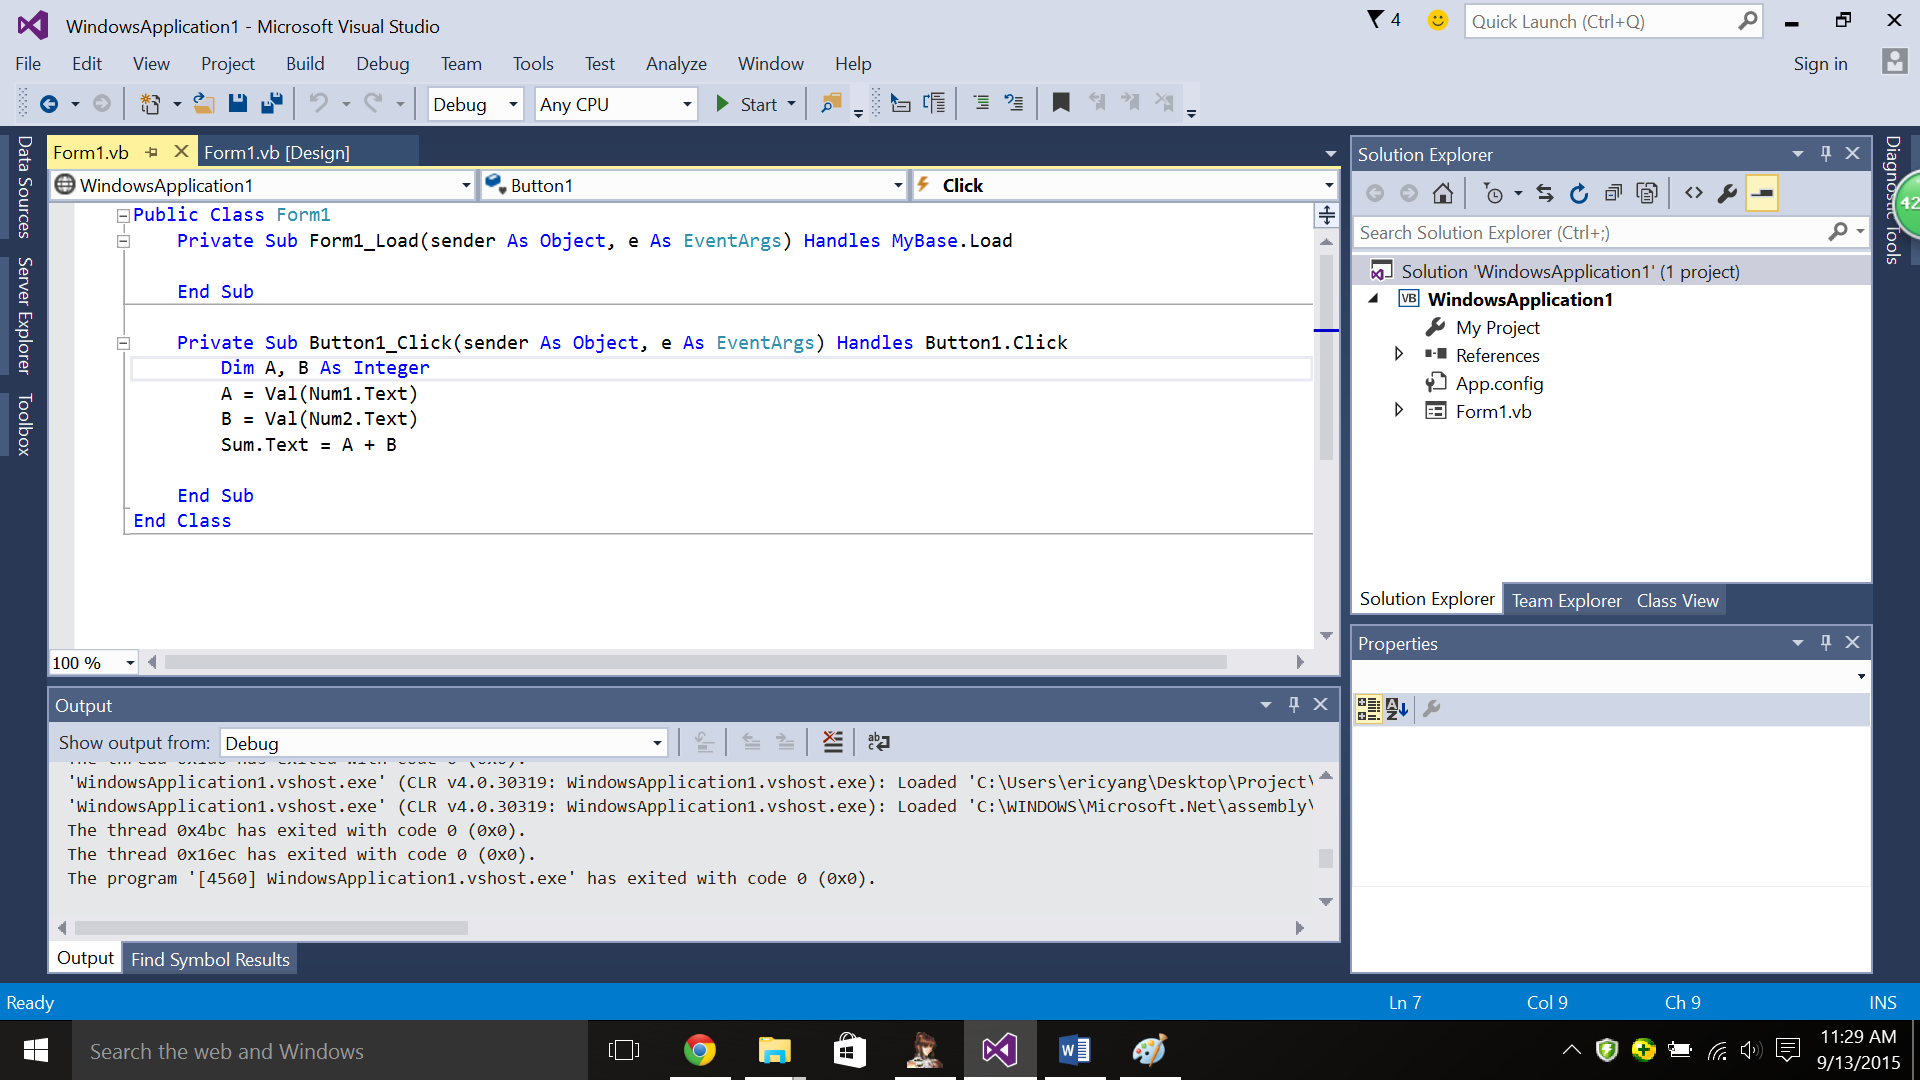 WindowsApplication1 - Microsoft Visual Studio
4
Quick Launch (Ctrl+Q)
File Edit View Project Build Debug Team Tools Test Analyze Window Help
Sign in
Debug
Any CPU
Start
Data Sources
Server Explorer
Toolbox
Form1.vb
Form1.vb [Design]
WindowsApplication1
Button1
Click
Public Class Form1
Private Sub Form1_Load(sender As Object, e As EventArgs) Handles MyBase.Load
End Sub
Private Sub Button1_Click(sender As Object, e As EventArgs) Handles Button1.Click
Dim A, B As Integer
A = Val(Num1.Text)
B = Val(Num2.Text)
Sum.Text = A + B
End Sub
End Class
100 %
Output
Show output from: Debug
'WindowsApplication1.vshost.exe' (CLR v4.0.30319: WindowsApplication1.vshost.exe): Loaded 'C:\Users\ericyang\Desktop\Project\
'WindowsApplication1.vshost.exe' (CLR v4.0.30319: WindowsApplication1.vshost.exe): Loaded 'C:\WINDOWS\Microsoft.Net\assembly\
The thread 0x4bc has exited with code 0 (0x0).
The thread 0x16ec has exited with code 0 (0x0).
The program '[4560] WindowsApplication1.vshost.exe' has exited with code 0 (0x0).
Output
Find Symbol Results
Solution Explorer
Search Solution Explorer (Ctrl+;)
Solution 'WindowsApplication1' (1 project)
VB WindowsApplication1
My Project
References
App.config
Form1.vb
Solution Explorer
Team Explorer
Class View
Properties
Diagnostic Tools
42
Ready
Ln 7
Col 9
Ch 9
INS
Search the web and Windows
11:29 AM
9/13/2015